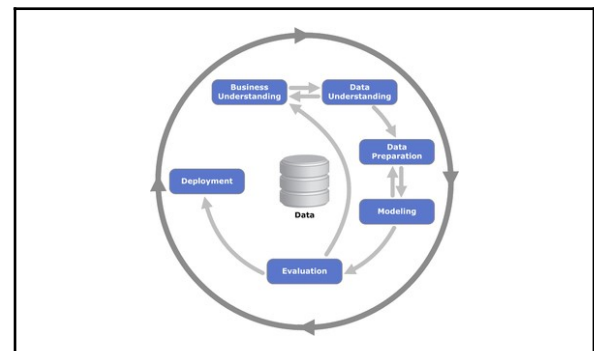 Business
Understanding
Data
Understanding
Data
Preparation
Modeling
Evaluation
Deployment
Data